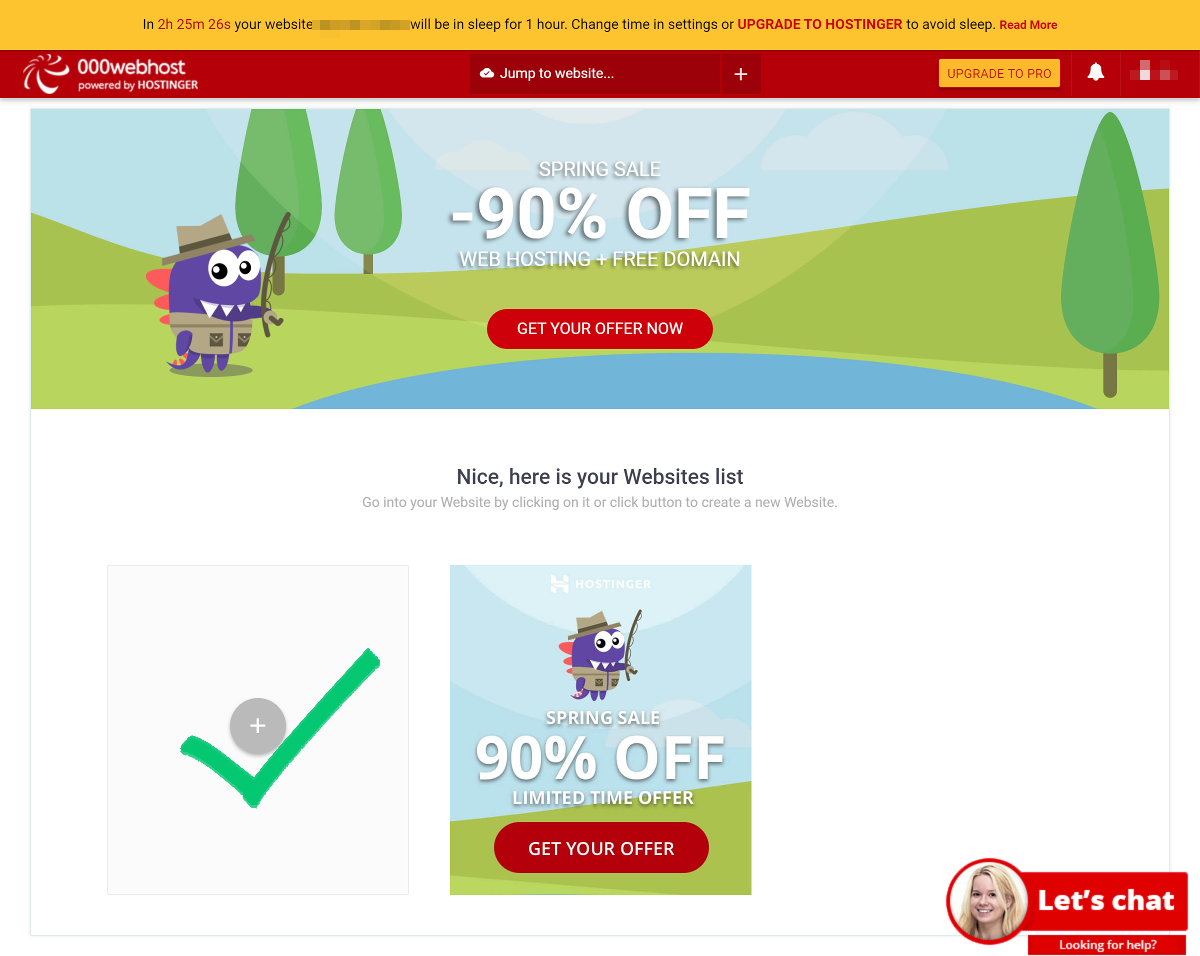 In 2h 25m 26s your website will be in sleep for 1 hour. Change time in settings or UPGRADE TO HOSTINGER to avoid sleep. Read More
000webhost
powered by HOSTINGER
Jump to website...
+
UPGRADE TO PRO
SPRING SALE
-90% OFF
WEB HOSTING + FREE DOMAIN
GET YOUR OFFER NOW
Nice, here is your Websites list
Go into your Website by clicking on it or click button to create a new Website.
+
HOSTINGER
SPRING SALE
90% OFF
LIMITED TIME OFFER
GET YOUR OFFER
Let's chat
Looking for help?